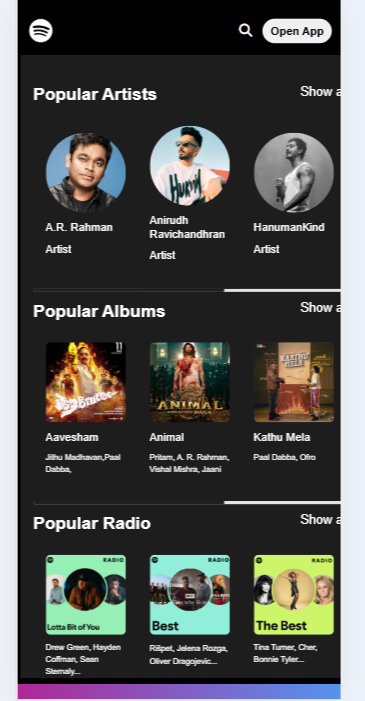 Open App
Popular Artists
Show a
A.R. Rahman
Artist
Anirudh
Ravichandhran
Artist
HanumanKind
Artist
Popular Albums
Show a
Aavesham
Jithu Madhavan,Paal
Dabba,
ANIMAL
Animal
Pritam, A. R. Rahman,
Vishal Mishra, Jaani
Kathu Mela
Paal Dabba, Ofro
Popular Radio
Show a
RADIO
Lotta Bit of You
Drew Green, Hayden
Coffman, Sean
Stemaly...
RADIO
Best
Rišpet, Jelena Rozga,
Oliver Dragojevic...
RADIO
The Best
Tina Turner, Cher,
Bonnie Tyler...